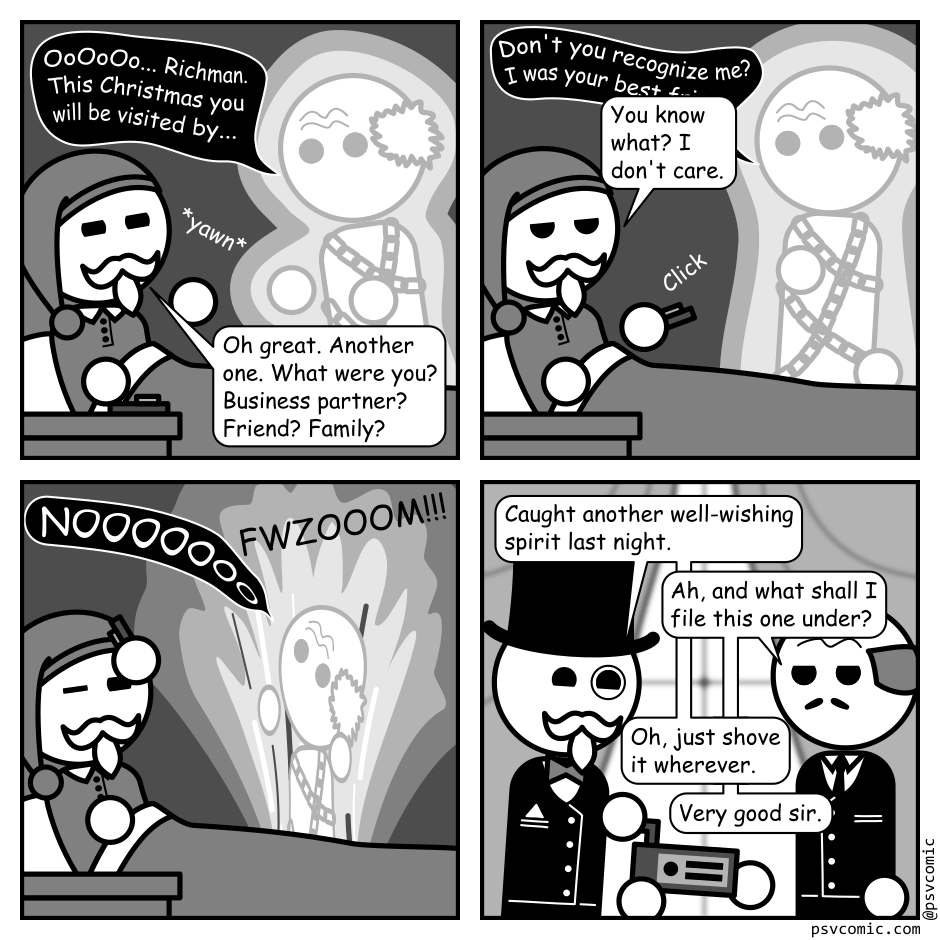 OoOoOo... Richman.
This Christmas you
will be visited by...
*yawn*
Oh great. Another
one. What were you?
Business partner?
Friend? Family?
Don't you recognize me?
I was your best
You know
what? I
don't care.
Click
NOOOOOooo
FWZOOOM!!!
Caught another well-wishing
spirit last night.
Ah, and what shall I
file this one under?
Oh, just shove
it wherever.
Very good sir.
@psvcomic
psvcomic.com